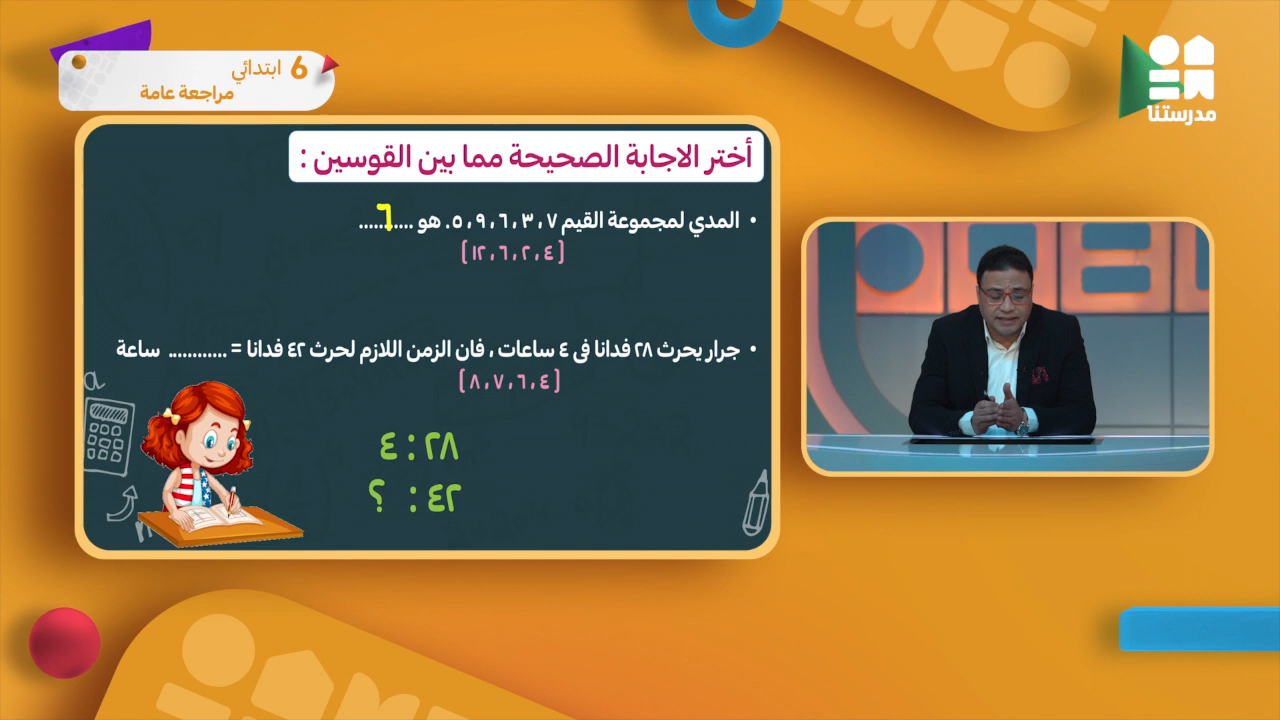 6 ابتدائي
مراجعة عامة
مدرستنا
أختر الاجابة الصحيحة مما بين القوسين :
• المدي لمجموعة القيم ٧ ، ٣ ، ٦ ، ٩ ، ٥. هو .....٦....
[ ٤ ، ٢ ، ٦ ، ١٢ ]
• جرار يحرث ٢٨ فدانا فى ٤ ساعات ، فان الزمن اللازم لحرث ٤٢ فدانا = ............ ساعة
[ ٤ ، ٦ ، ٧ ، ٨ ]
٢٨ : ٤
٤٢ : ؟
a